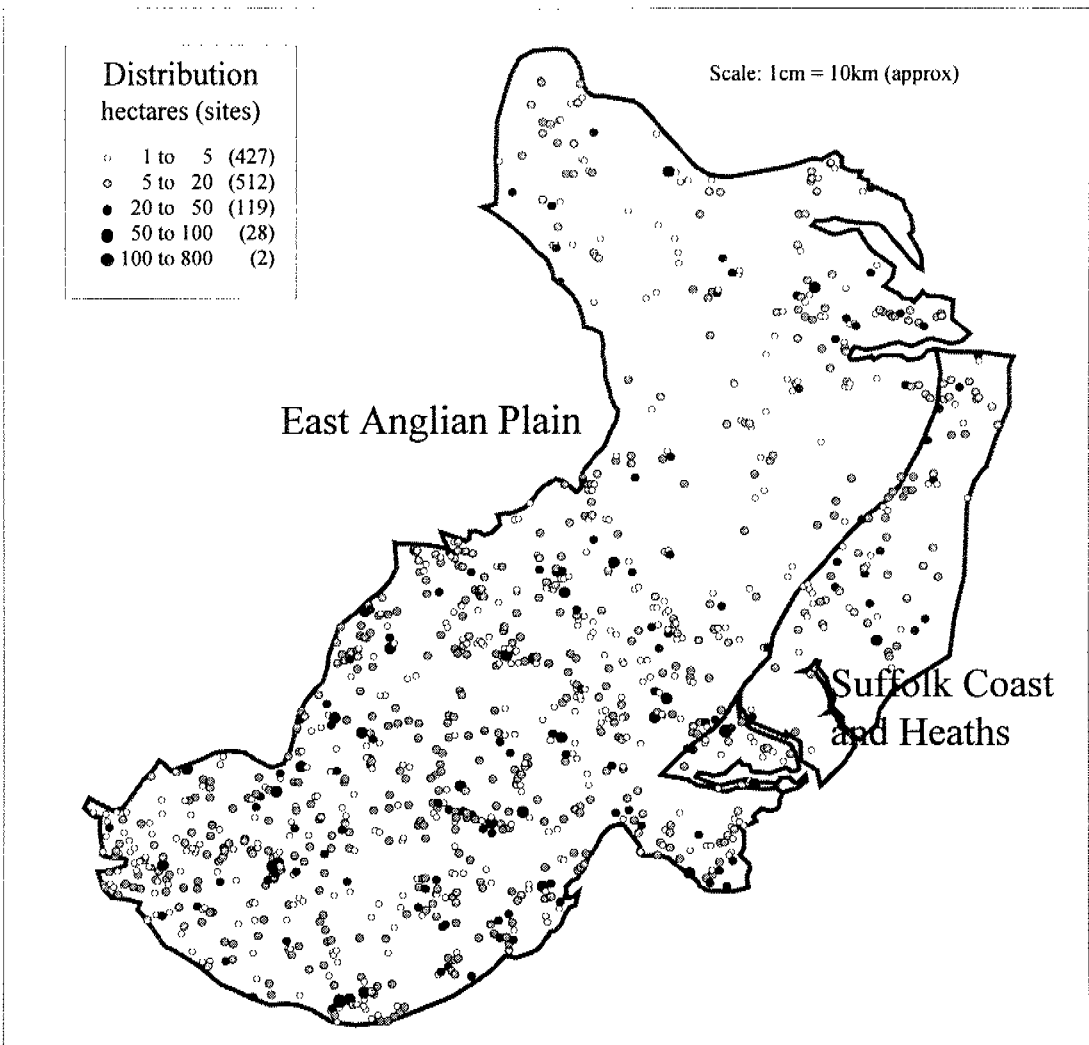 Distribution
hectares (sites)
1 to 5 (427)
5 to 20 (512)
20 to 50 (119)
50 to 100 (28)
100 to 800 (2)
Scale: 1cm = 10km (approx)
East Anglian Plain
Suffolk Coast
and Heaths